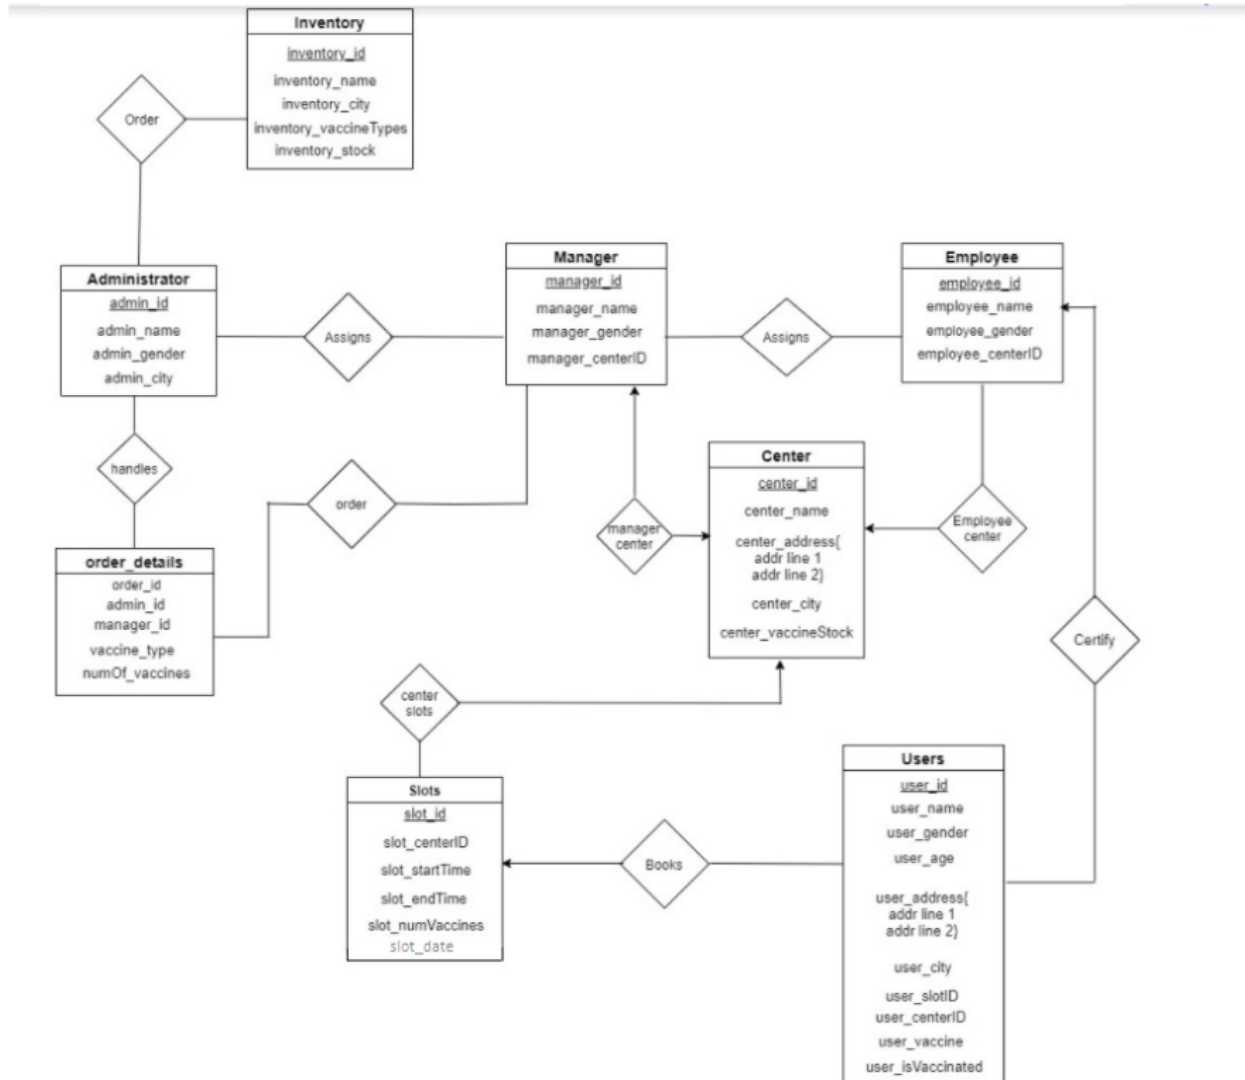 Inventory
inventory_id
inventory_name
inventory_city
inventory_vaccineTypes
inventory_stock
Order
Administrator
admin_id
admin_name
admin_gender
admin_city
Assigns
Manager
manager_id
manager_name
manager_gender
manager_centerID
Assigns
Employee
employee_id
employee_name
employee_gender
employee_centerID
handles
order
order_details
order_id
admin_id
manager_id
vaccine_type
numOf_vaccines
manager
center
Center
center_id
center_name
center_address{
addr line 1
addr line 2}
center_city
center_vaccineStock
Employee
center
Certify
center
slots
Slots
slot_id
slot_centerID
slot_startTime
slot_endTime
slot_numVaccines
slot_date
Books
Users
user_id
user_name
user_gender
user_age
user_address{
addr line 1
addr line 2}
user_city
user_slotID
user_centerID
user_vaccine
user_isVaccinated